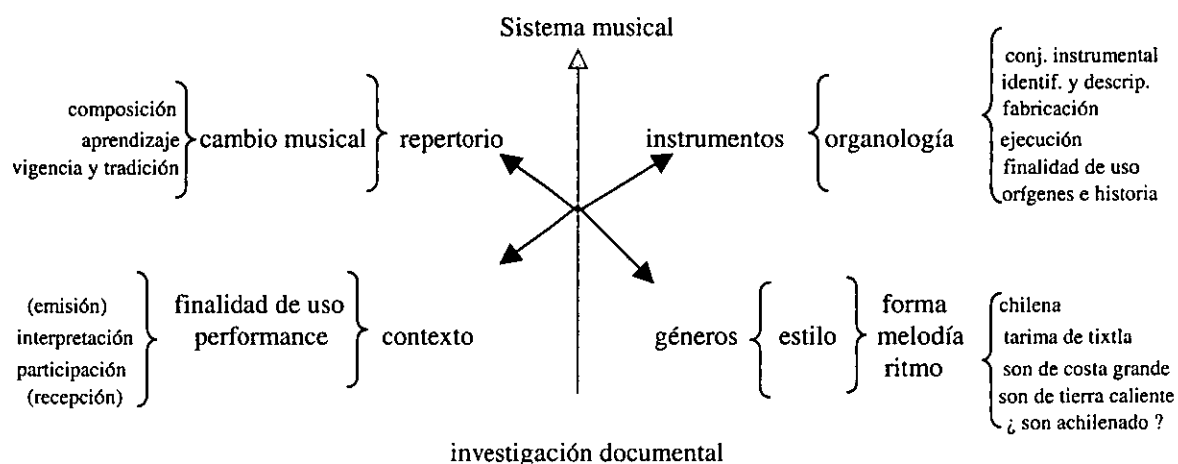 Sistema musical
composición
aprendizaje
vigencia y tradición
cambio musical
repertorio
instrumentos
organología
conj. instrumental
identif. y descrip.
fabricación
ejecución
finalidad de uso
orígenes e historia
(emisión)
interpretación
participación
(recepción)
finalidad de uso
performance
contexto
géneros
estilo
forma
melodía
ritmo
chilena
tarima de tixtla
son de costa grande
son de tierra caliente
¿ son achilenado ?
investigación documental